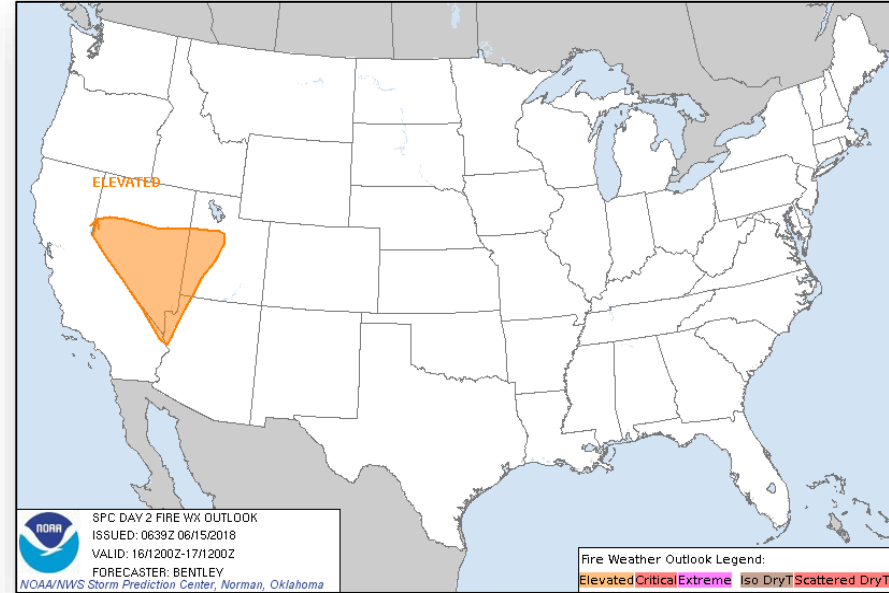 ELEVATED
NOAA
SPC DAY 2 FIRE WX OUTLOOK
ISSUED: 0639Z 06/15/2018
VALID: 16/1200Z-17/1200Z
FORECASTER: BENTLEY
NOAA/NWS Storm Prediction Center, Norman, Oklahoma
Fire Weather Outlook Legend:
Elevated Critical Extreme Iso DryT Scattered DryT